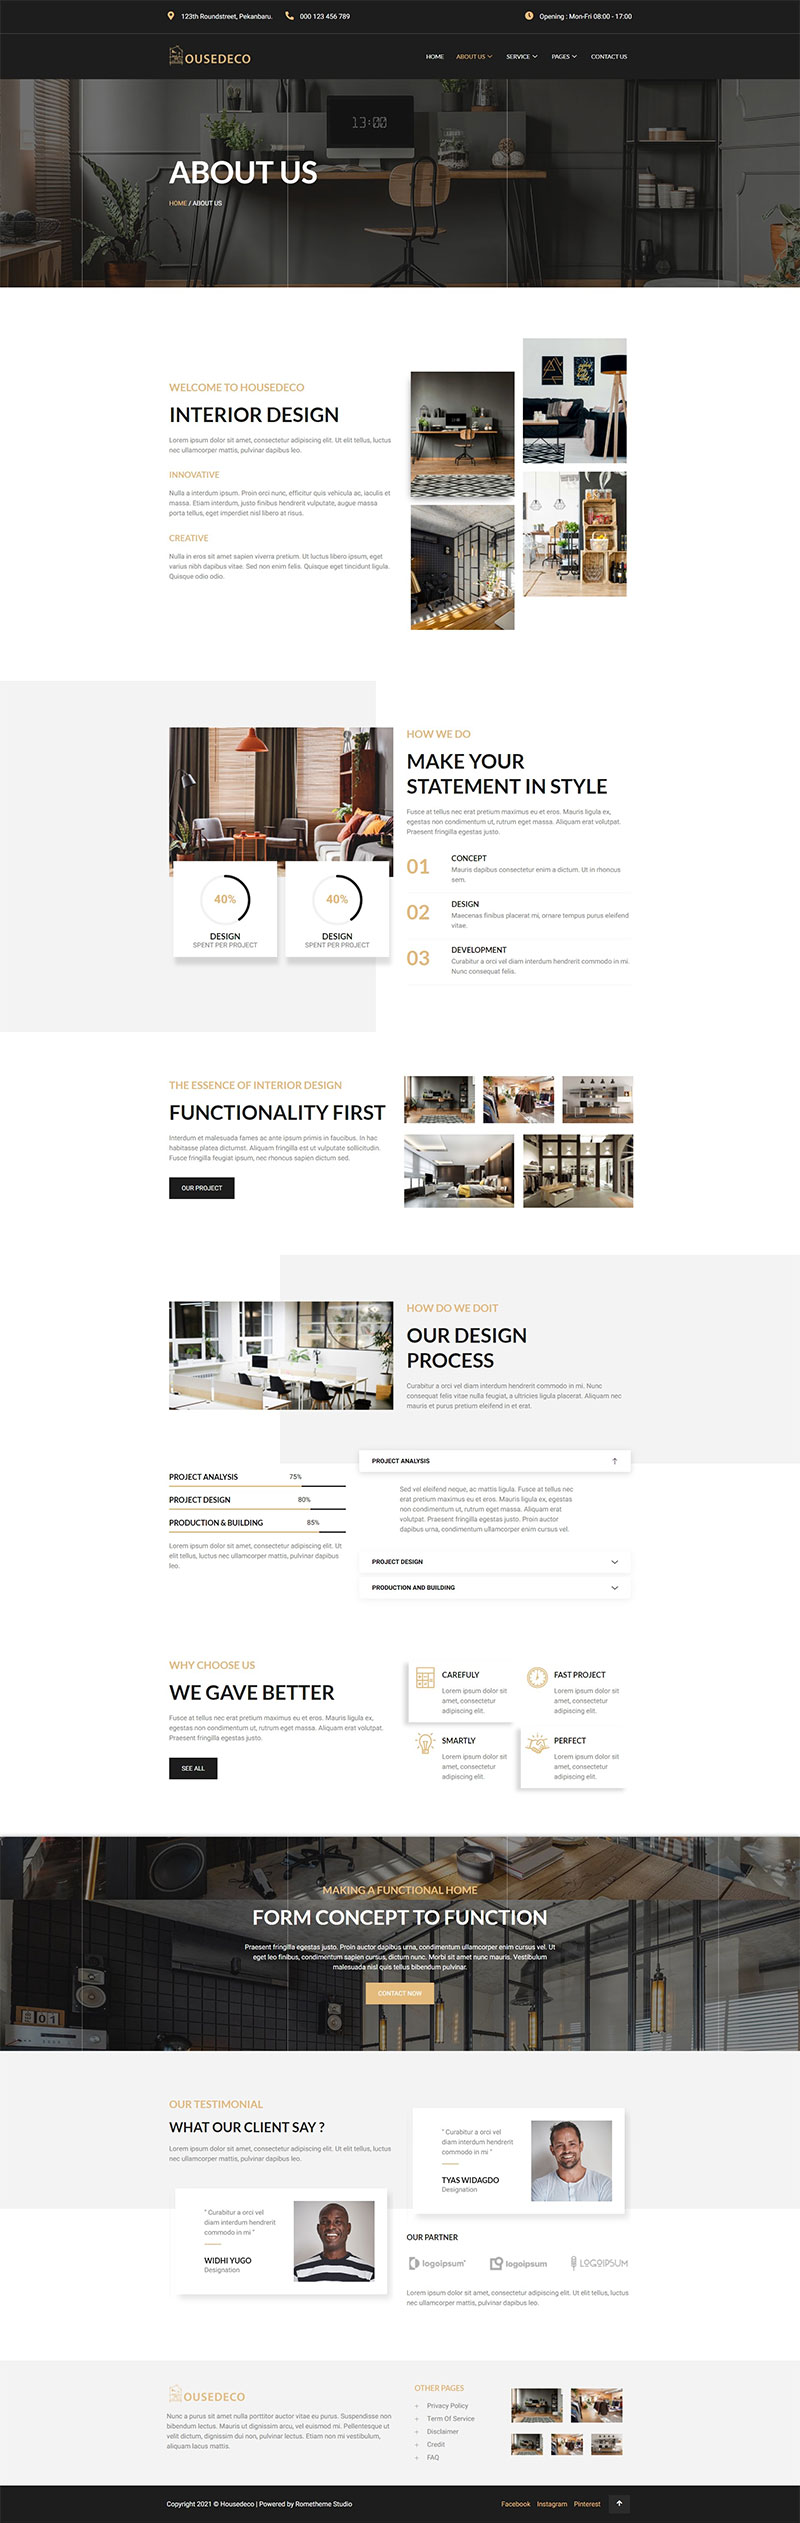 123th Roundstreet, Pekanbaru. 000 123 456 789 Opening : Mon-Fri 08:00 - 17:00
OUSEDECO
HOME ABOUT US SERVICE PAGES CONTACT US
13:00
ABOUT US
HOME / ABOUT US
WELCOME TO HOUSEDECO
INTERIOR DESIGN
Lorem ipsum dolor sit amet, consectetur adipiscing elit. Ut elit tellus, luctus
nec ullamcorper mattis, pulvinar dapibus leo.
INNOVATIVE
Nulla a interdum ipsum. Proin orci nunc, efficitur quis vehicula ac, iaculis et
massa. Etiam interdum, justo finibus hendrerit vulputate, augue massa
porta tellus, eget imperdiet nisl libero at risus.
CREATIVE
Nulla in eros sit amet sapien viverra pretium. Ut luctus libero ipsum, eget
varius nibh dapibus vitae. Sed non enim felis. Quisque eget tincidunt ligula.
Quisque odio odio.
40%
DESIGN
SPENT PER PROJECT
40%
DESIGN
SPENT PER PROJECT
HOW WE DO
MAKE YOUR
STATEMENT IN STYLE
Fusce at tellus nec erat pretium maximus eu et eros. Mauris ligula ex,
egestas non condimentum ut, rutrum eget massa. Aliquam erat volutpat.
Praesent fringilla egestas justo.
01
CONCEPT
Mauris dapibus consectetur enim a dictum. Ut in rhoncus
sem.
02
DESIGN
Maecenas finibus placerat mi, ornare tempus purus eleifend
vitae.
03
DEVELOPMENT
Curabitur a orci vel diam interdum hendrerit commodo in mi.
Nunc consequat felis.
THE ESSENCE OF INTERIOR DESIGN
FUNCTIONALITY FIRST
Interdum et malesuada fames ac ante ipsum primis in faucibus. In hac
habitasse platea dictumst. Aliquam fringilla est ut vulputate sollicitudin.
Fusce fringilla feugiat ipsum, nec rhoncus sapien dictum sed.
OUR PROJECT
HOW DO WE DOIT
OUR DESIGN
PROCESS
Curabitur a orci vel diam interdum hendrerit commodo in mi. Nunc
consequat felis vitae nulla feugiat, a ultricies ligula placerat. Aliquam nec
mauris et purus pretium eleifend in et erat.
PROJECT ANALYSIS 75%
PROJECT DESIGN 80%
PRODUCTION & BUILDING 85%
Lorem ipsum dolor sit amet, consectetur adipiscing elit. Ut
elit tellus, luctus nec ullamcorper mattis, pulvinar dapibus
leo.
PROJECT ANALYSIS
Sed vel eleifend neque, ac mattis ligula. Fusce at tellus nec
erat pretium maximus eu et eros. Mauris ligula ex, egestas
non condimentum ut, rutrum eget massa. Aliquam erat
volutpat. Praesent fringilla egestas justo. Proin auctor
dapibus urna, condimentum ullamcorper enim cursus vel.
PROJECT DESIGN
PRODUCTION AND BUILDING
WHY CHOOSE US
WE GAVE BETTER
Fusce at tellus nec erat pretium maximus eu et eros. Mauris ligula ex,
egestas non condimentum ut, rutrum eget massa. Aliquam erat volutpat.
Praesent fringilla egestas justo.
SEE ALL
CAREFULY
Lorem ipsum dolor sit
amet, consectetur
adipiscing elit.
FAST PROJECT
Lorem ipsum dolor sit
amet, consectetur
adipiscing elit.
SMARTLY
Lorem ipsum dolor sit
amet, consectetur
adipiscing elit.
PERFECT
Lorem ipsum dolor sit
amet, consectetur
adipiscing elit.
MAKING A FUNCTIONAL HOME
FORM CONCEPT TO FUNCTION
Praesent fringilla egestas justo. Proin auctor dapibus urna, condimentum ullamcorper enim cursus vel. Ut
eget leo finibus, condimentum sapien cursus, dictum nunc. Morbi sit amet nunc mauris. Vestibulum
malesuada nisl quis tellus bibendum pulvinar.
CONTACT NOW
01
OUR TESTIMONIAL
WHAT OUR CLIENT SAY ?
Lorem ipsum dolor sit amet, consectetur adipiscing elit. Ut elit tellus, luctus
nec ullamcorper mattis, pulvinar dapibus leo.
" Curabitur a orci vel
diam interdum hendrerit
commodo in mi "
WIDHI YUGO
Designation
" Curabitur a orci vel
diam interdum hendrerit
commodo in mi "
TYAS WIDAGDO
Designation
OUR PARTNER
logoipsum logoipsum LOGOIPSUM
Lorem ipsum dolor sit amet, consectetur adipiscing elit. Ut elit tellus, luctus
nec ullamcorper mattis, pulvinar dapibus leo.
OUSEDECO
Nunc a purus sit amet nulla porttitor auctor vitae eu purus. Suspendisse non
bibendum lectus. Mauris ut dignissim arcu, vel euismod mi. Pellentesque ut
velit dictum, dignissim dui non, pulvinar lectus. Etiam non mi vestibulum,
aliquam lacus mattis.
OTHER PAGES
+ Privacy Policy
+ Term Of Service
+ Disclaimer
+ Credit
+ FAQ
Copyright 2021 © Housedeco | Powered by Rometheme Studio
Facebook Instagram Pinterest